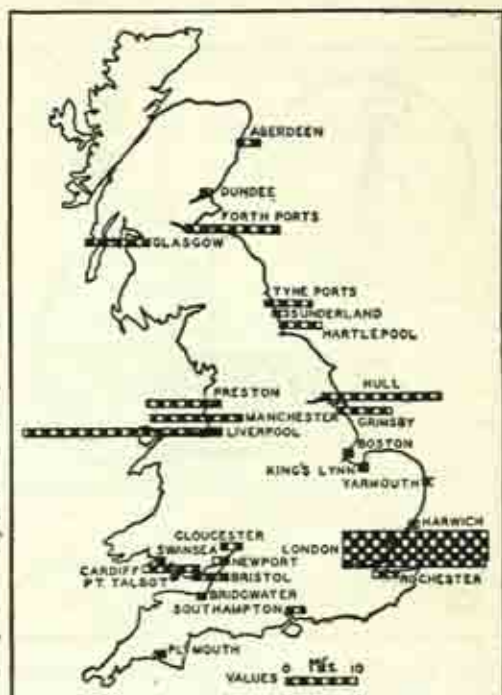 ABERDEEN
DUNDEE
FORTH PORTS
GLASGOW
TYNE PORTS
SUNDERLAND
HARTLEPOOL
HULL
PRESTON
MANCHESTER
GRIMSBY
LIVERPOOL
BOSTON
KING'S LYNN
YARMOUTH
HARWICH
GLOUCESTER
SWANSEA
LONDON
NEWPORT
CARDIFF
ROCHESTER
PT. TALBOT
BRISTOL
BRIDGWATER
SOUTHAMPTON
PLYMOUTH
0 10
VALUES